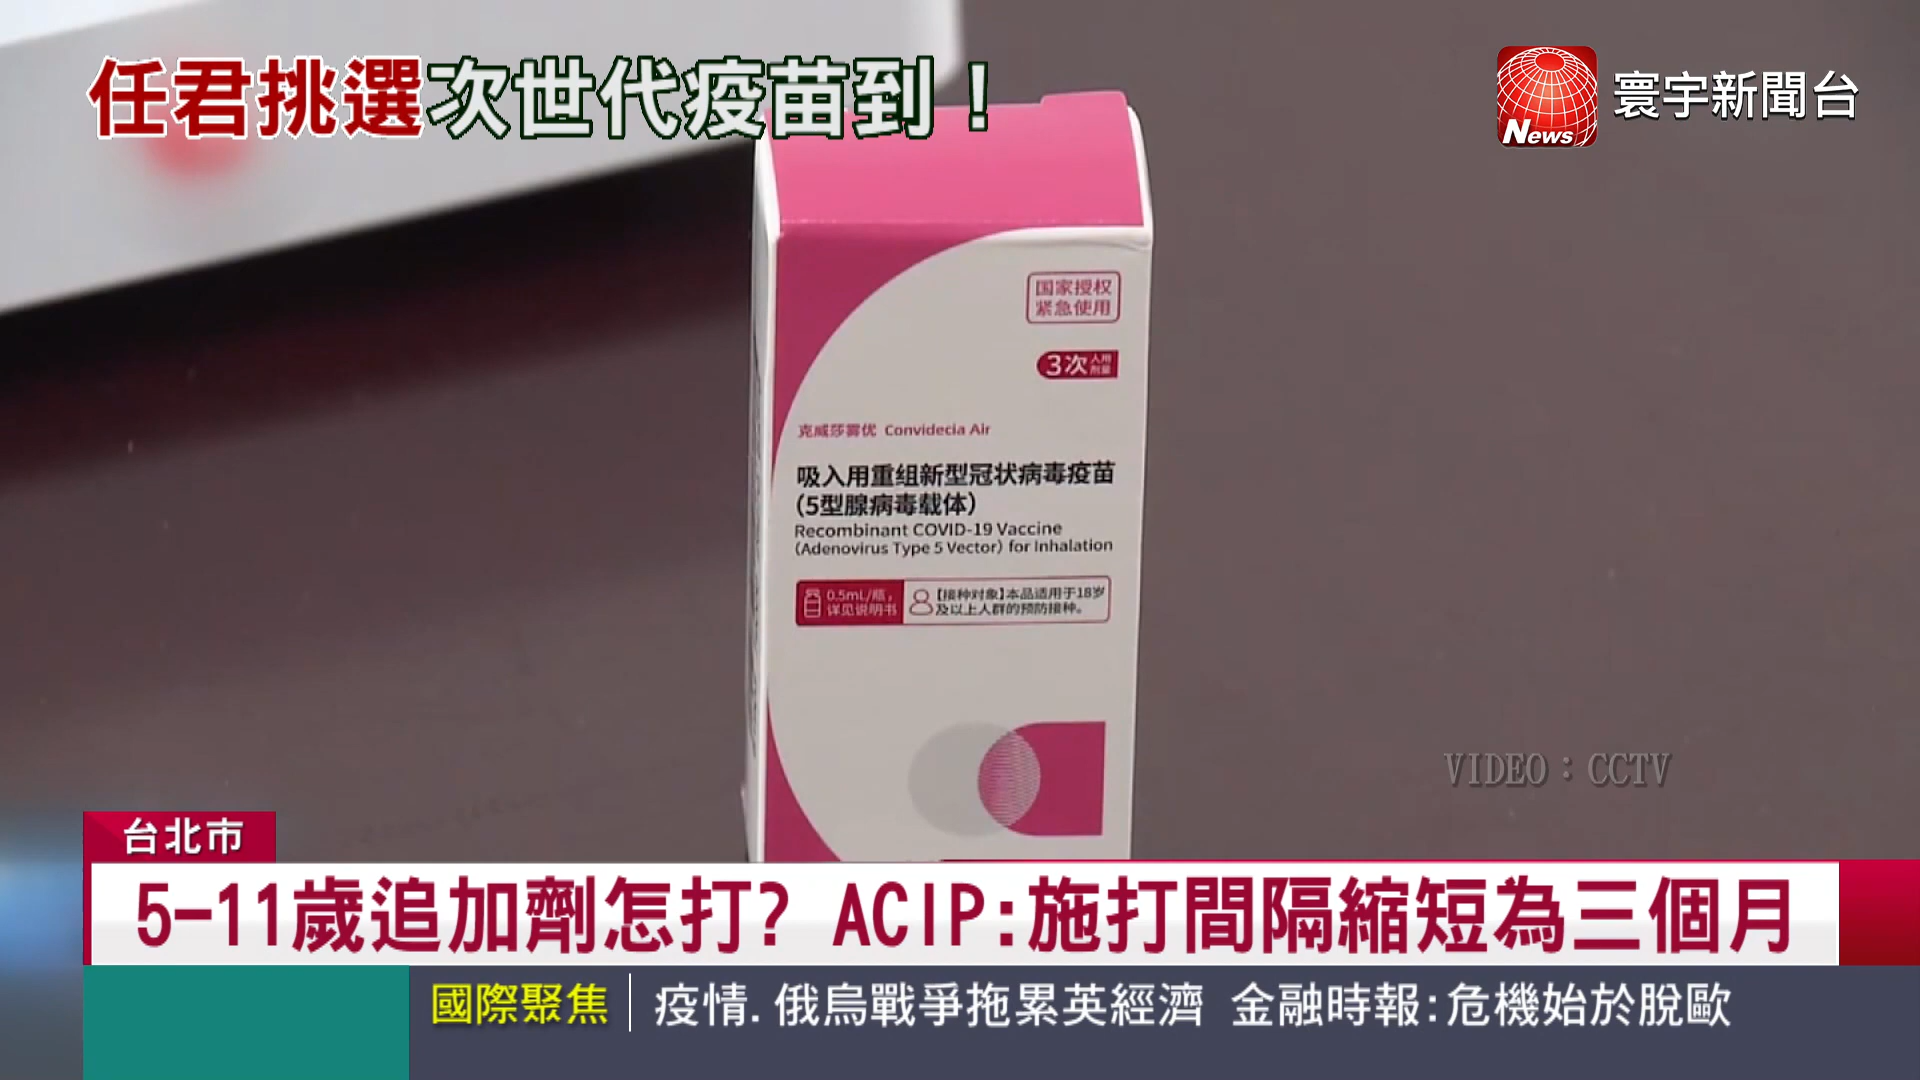 任君挑選次世代疫苗到！
News
寰宇新聞台
国家授权
紧急使用
3次人用
剂量
克威莎雾优 Convidecia Air
吸入用重组新型冠状病毒疫苗
（5型腺病毒载体）
Recombinant COVID-19 Vaccine
(Adenovirus Type 5 Vector) for Inhalation
0.5mL/瓶，
详见说明书
【接种对象】本品适用于18岁
及以上人群的预防接种。
VIDEO：CCTV
台北市
5-11歲追加劑怎打? ACIP:施打間隔縮短為三個月
國際聚焦
疫情.俄烏戰爭拖累英經濟 金融時報:危機始於脫歐